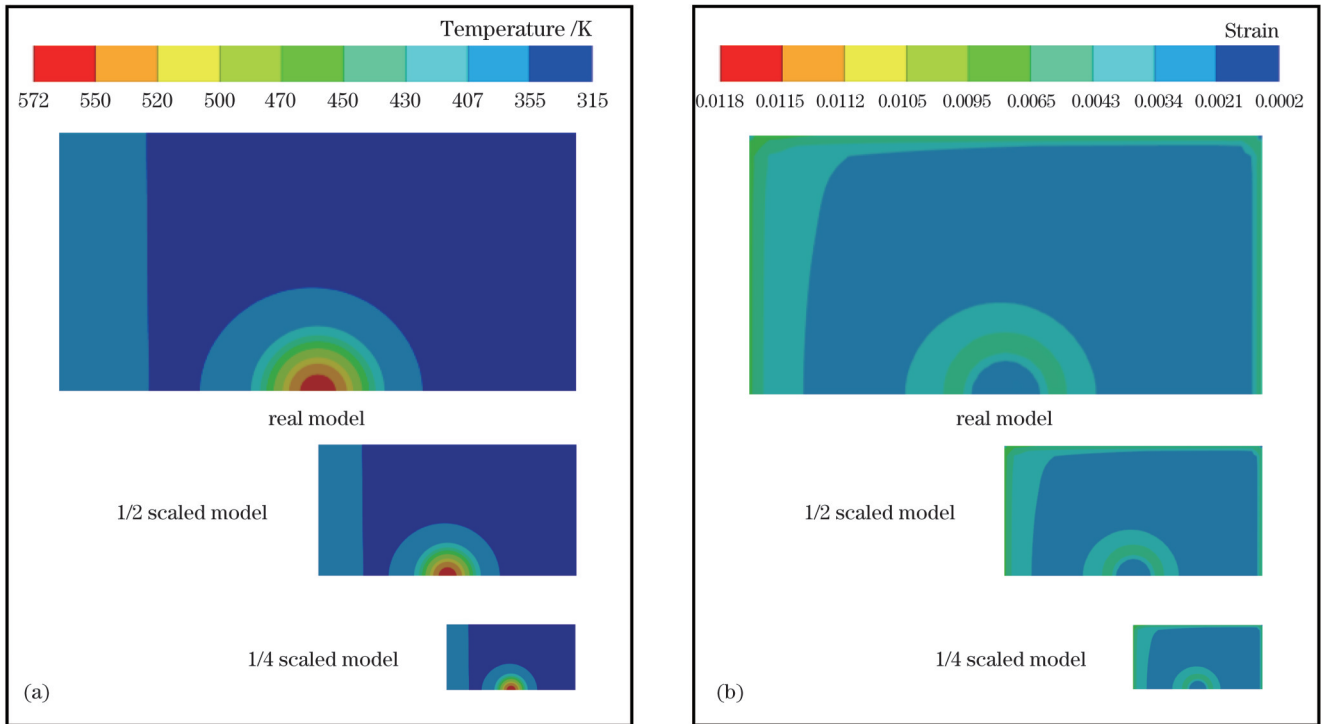 Temperature /K
572 550 520 500 470 450 430 407 355 315
real model
1/2 scaled model
1/4 scaled model
(a)
Strain
0.0118 0.0115 0.0112 0.0105 0.0095 0.0065 0.0043 0.0034 0.0021 0.0002
real model
1/2 scaled model
1/4 scaled model
(b)